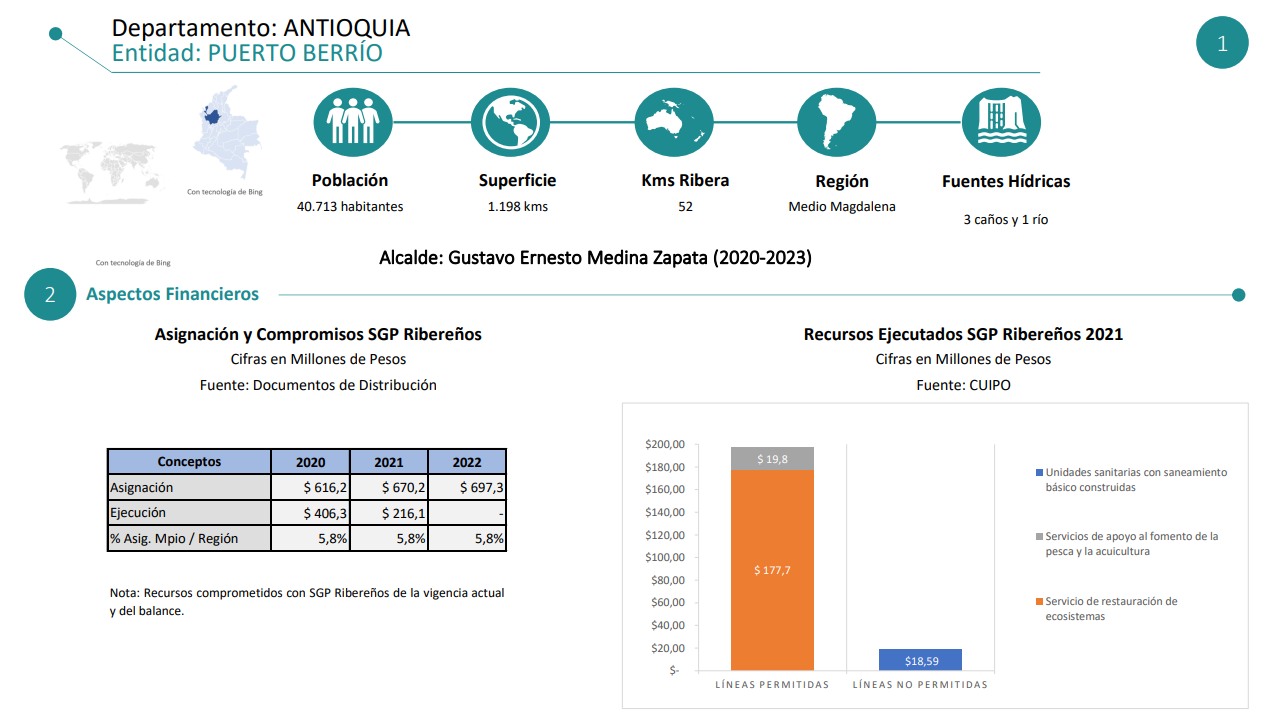 Departamento: ANTIOQUIA
Entidad: PUERTO BERRÍO
1
Con tecnología de Bing
Población
Superficie
Kms Ribera
Región
Fuentes Hídricas
40.713 habitantes
1.198 kms
52
Medio Magdalena
3 caños y 1 río
Alcalde: Gustavo Ernesto Medina Zapata (2020-2023)
Con tecnología de Bing
2
Aspectos Financieros
Asignación y Compromisos SGP Ribereños
Cifras en Millones de Pesos
Fuente: Documentos de Distribución
Conceptos 2020 2021 2022
Asignación $ 616,2 $ 670,2 $ 697,3
Ejecución $ 406,3 $ 216,1 -
% Asig. Mpio / Región 5,8% 5,8% 5,8%
Nota: Recursos comprometidos con SGP Ribereños de la vigencia actual
y del balance.
Recursos Ejecutados SGP Ribereños 2021
Cifras en Millones de Pesos
Fuente: CUIPO
$200,00
$180,00
$160,00
$140,00
$120,00
$100,00
$80,00
$60,00
$40,00
$20,00
$-
$ 19,8
$ 177,7
$18,59
LÍNEAS PERMITIDAS
LÍNEAS NO PERMITIDAS
Unidades sanitarias con saneamiento
básico construidas
Servicios de apoyo al fomento de la
pesca y la acuicultura
Servicio de restauración de
ecosistemas